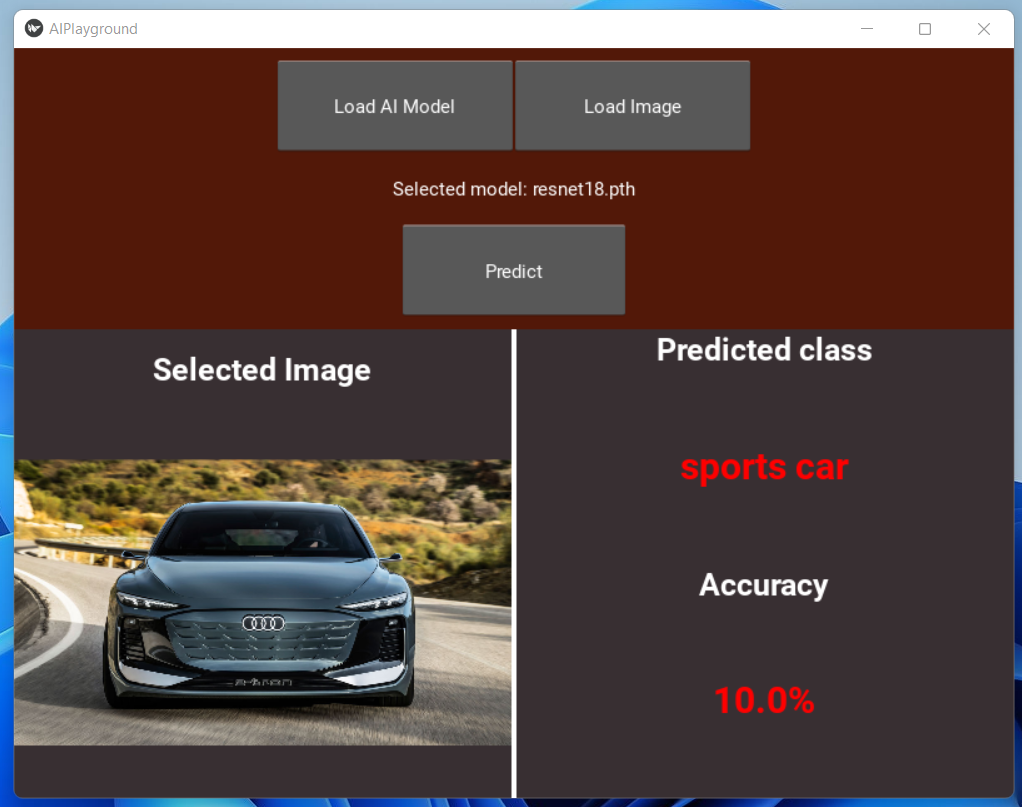 AIPlayground
Load AI Model
Load Image
Selected model: resnet18.pth
Predict
Selected Image
Predicted class
sports car
Accuracy
10.0%
e-tron